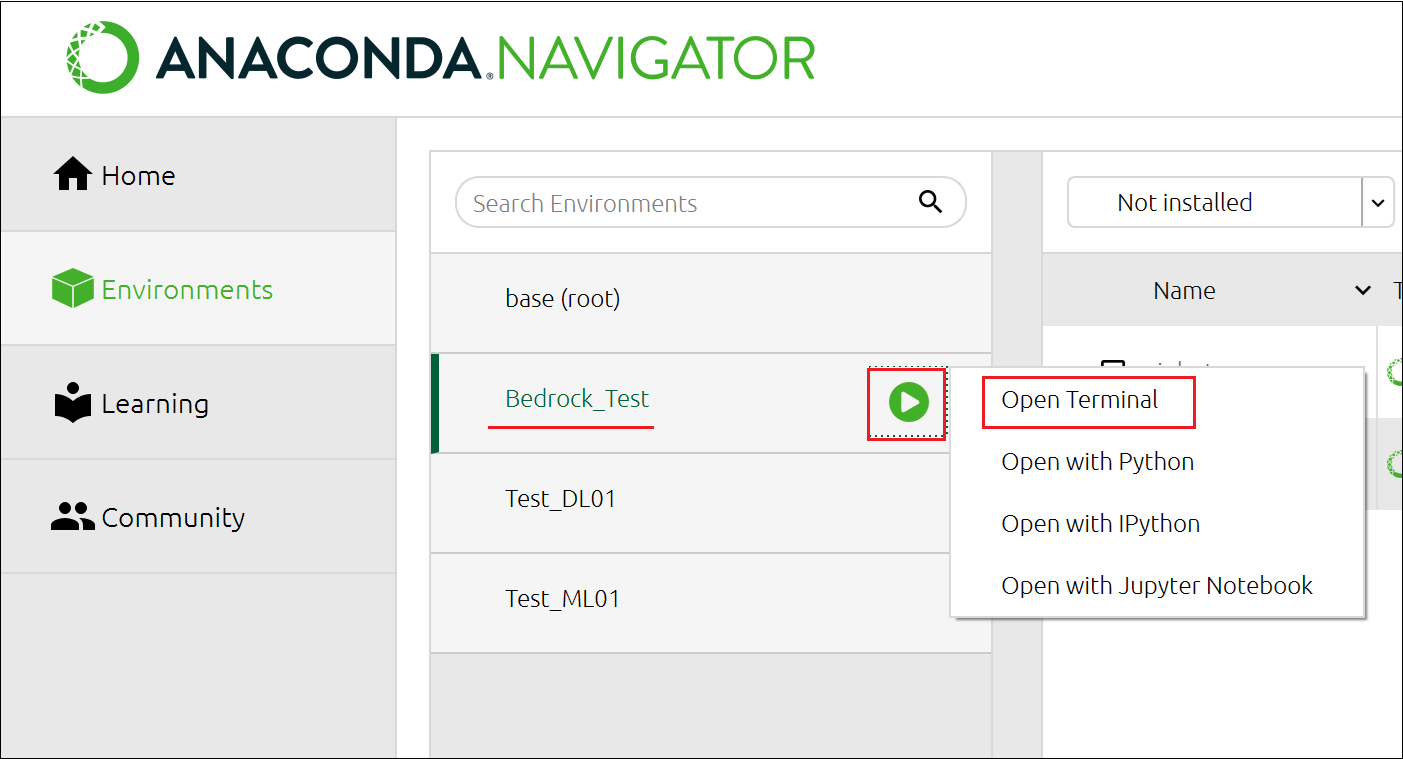 ANACONDA.NAVIGATOR
Home
Environments
Learning
Community
Search Environments
base (root)
Bedrock_Test
Test_DL01
Test_ML01
Open Terminal
Open with Python
Open with IPython
Open with Jupyter Notebook
Not installed
Name